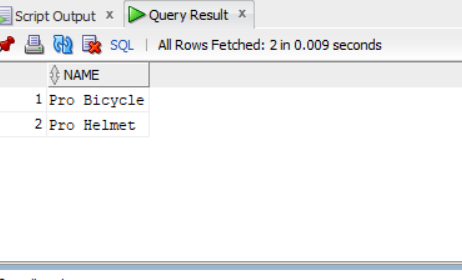 Script Output x Query Result x
SQL | All Rows Fetched: 2 in 0.009 seconds
NAME
1 Pro Bicycle
2 Pro Helmet